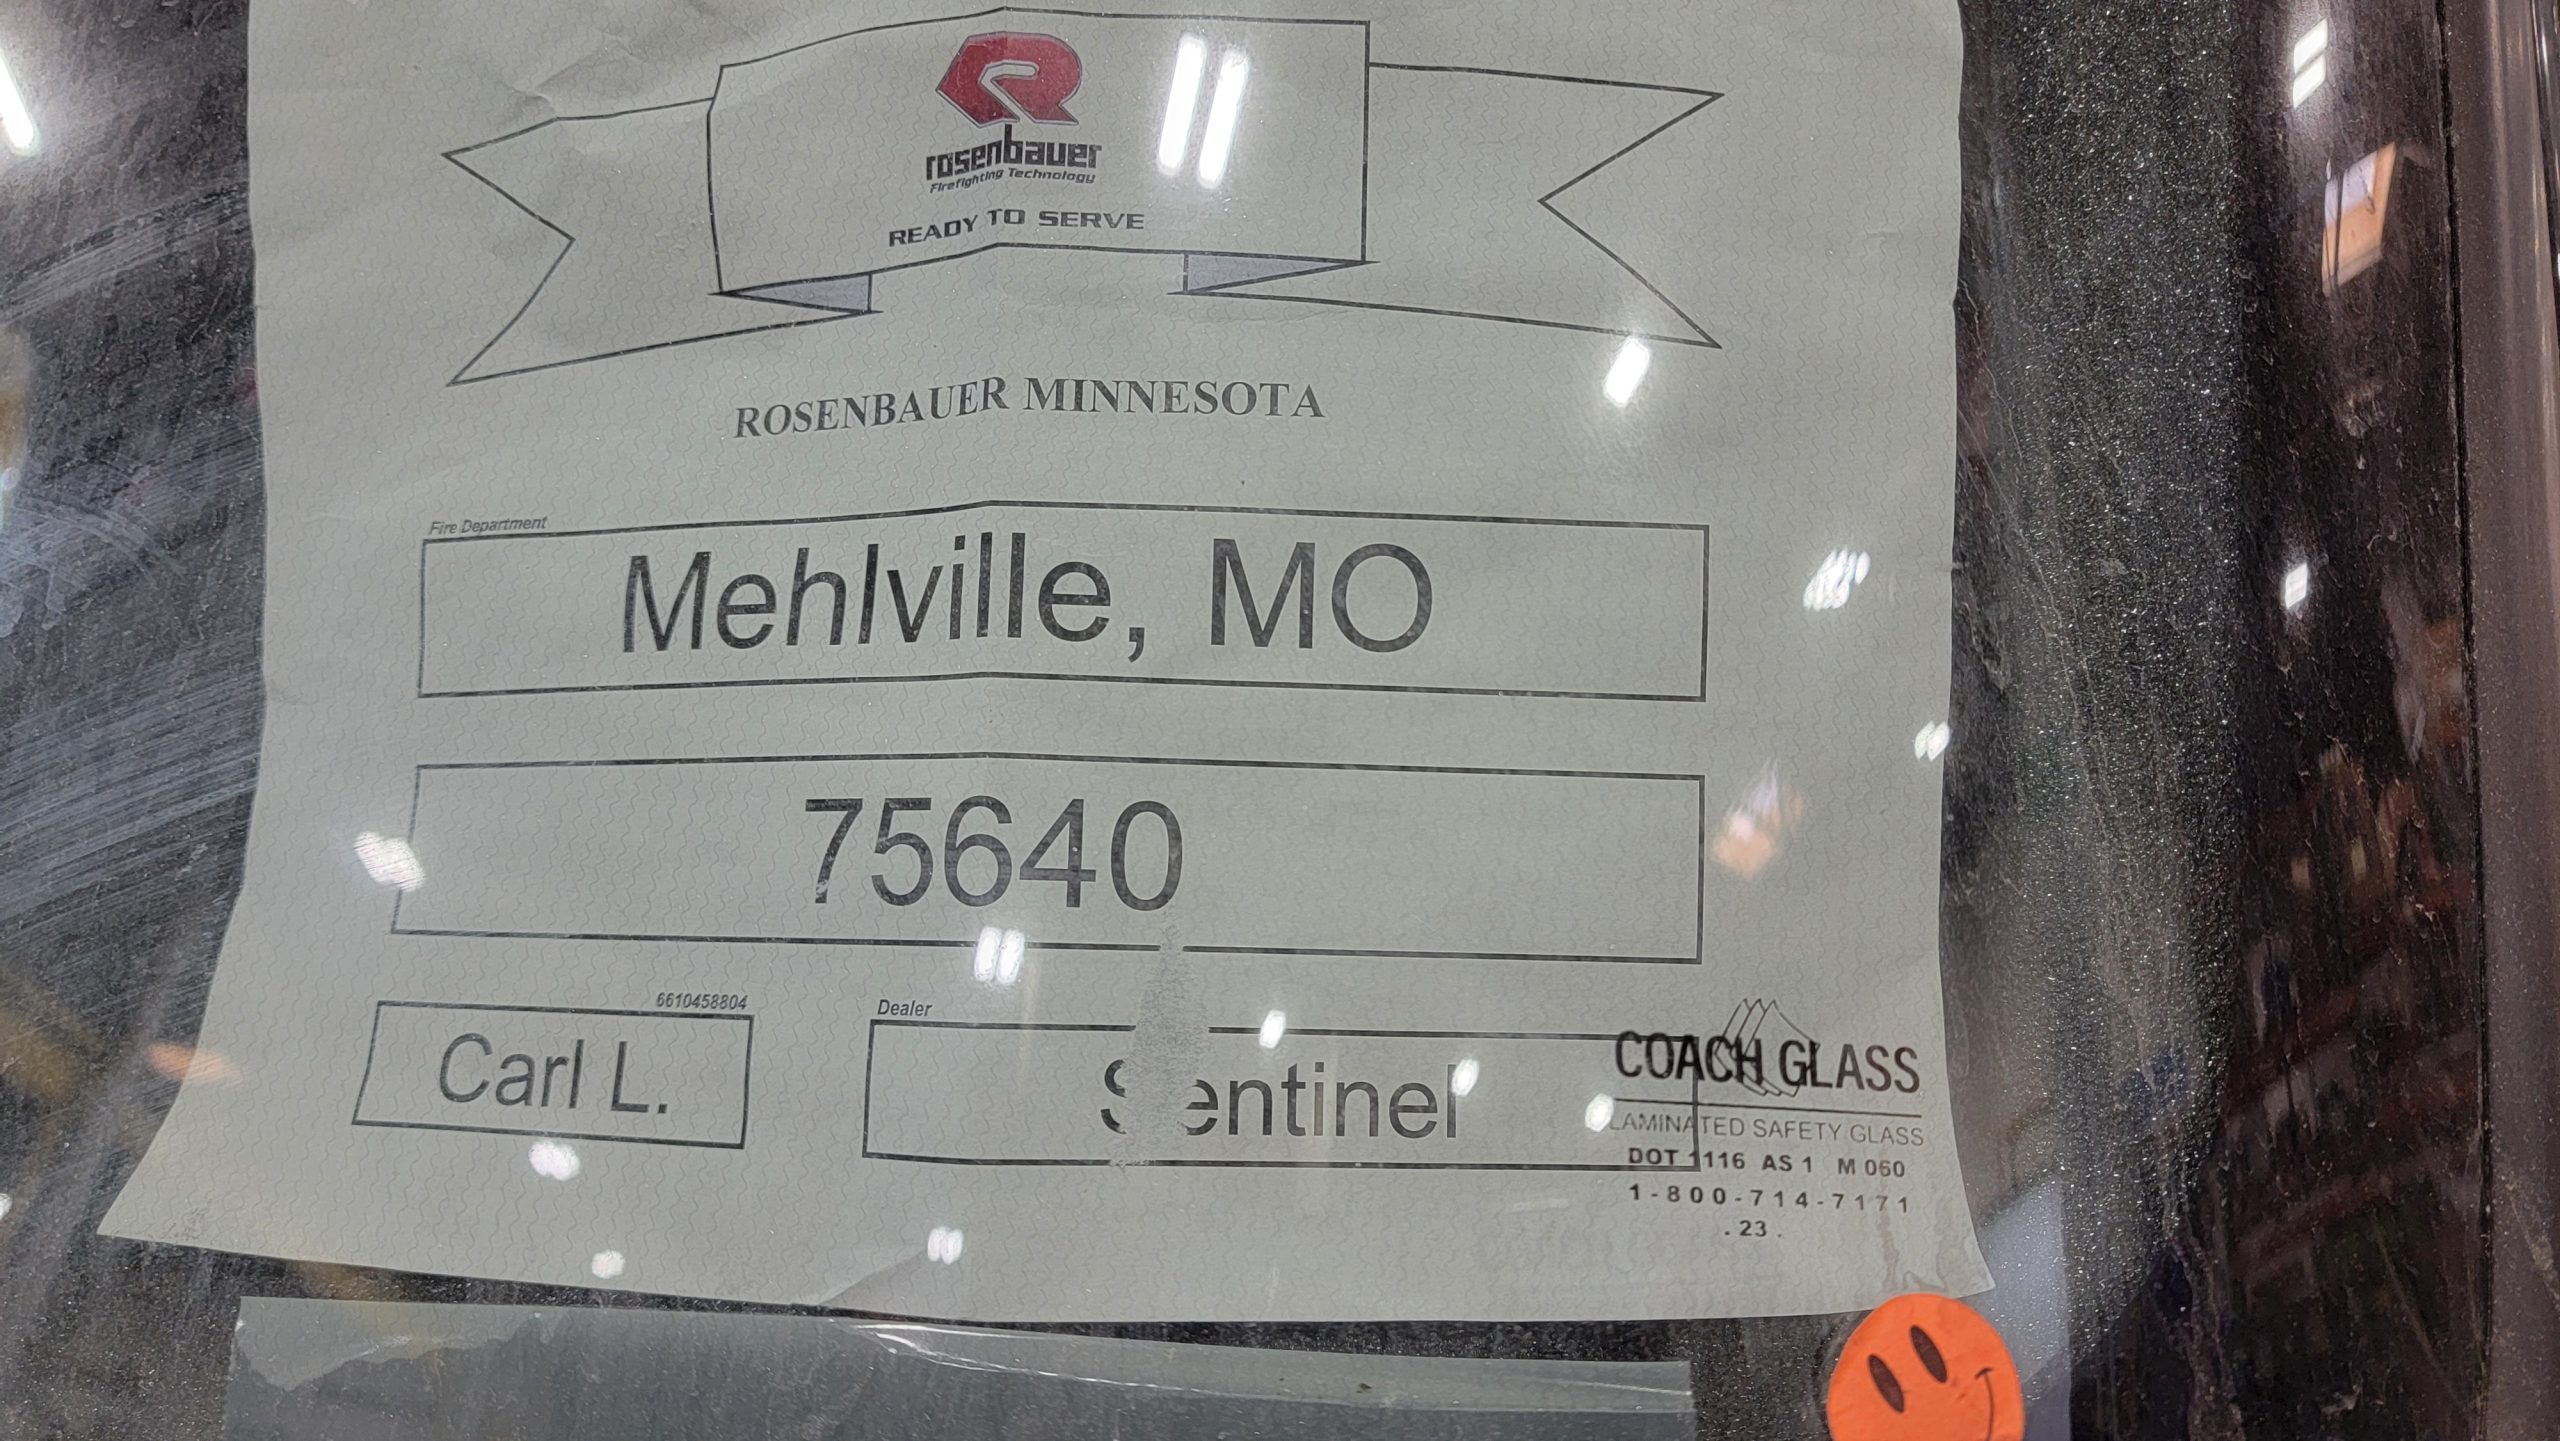 rosenbauer
Firefighting Technology
READY TO SERVE
ROSENBAUER MINNESOTA
Fire Department
Mehlville, MO
75640
6610458804
Carl L.
Dealer
Sentinel
COACH GLASS
LAMINATED SAFETY GLASS
DOT 1116 AS 1 M 060
1-800-714-7171
.23.